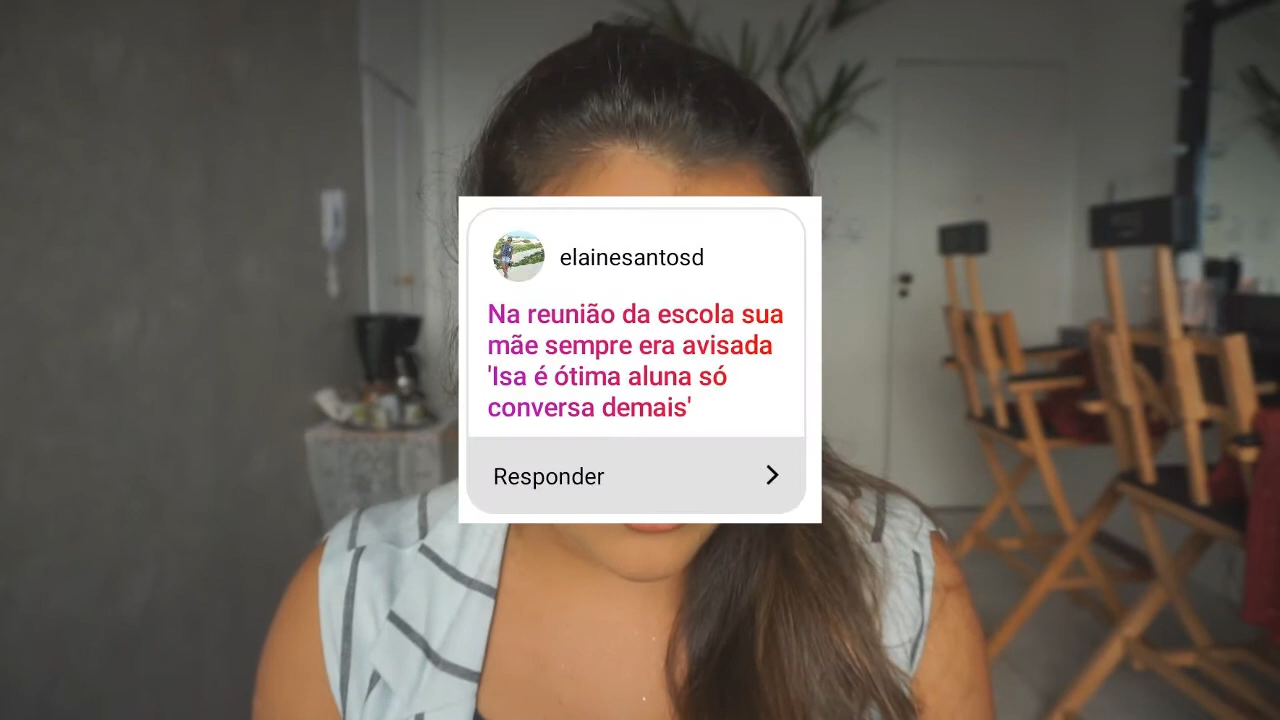 elainesantosd
Na reunião da escola sua
mãe sempre era avisada
'Isa é ótima aluna só
conversa demais'
Responder